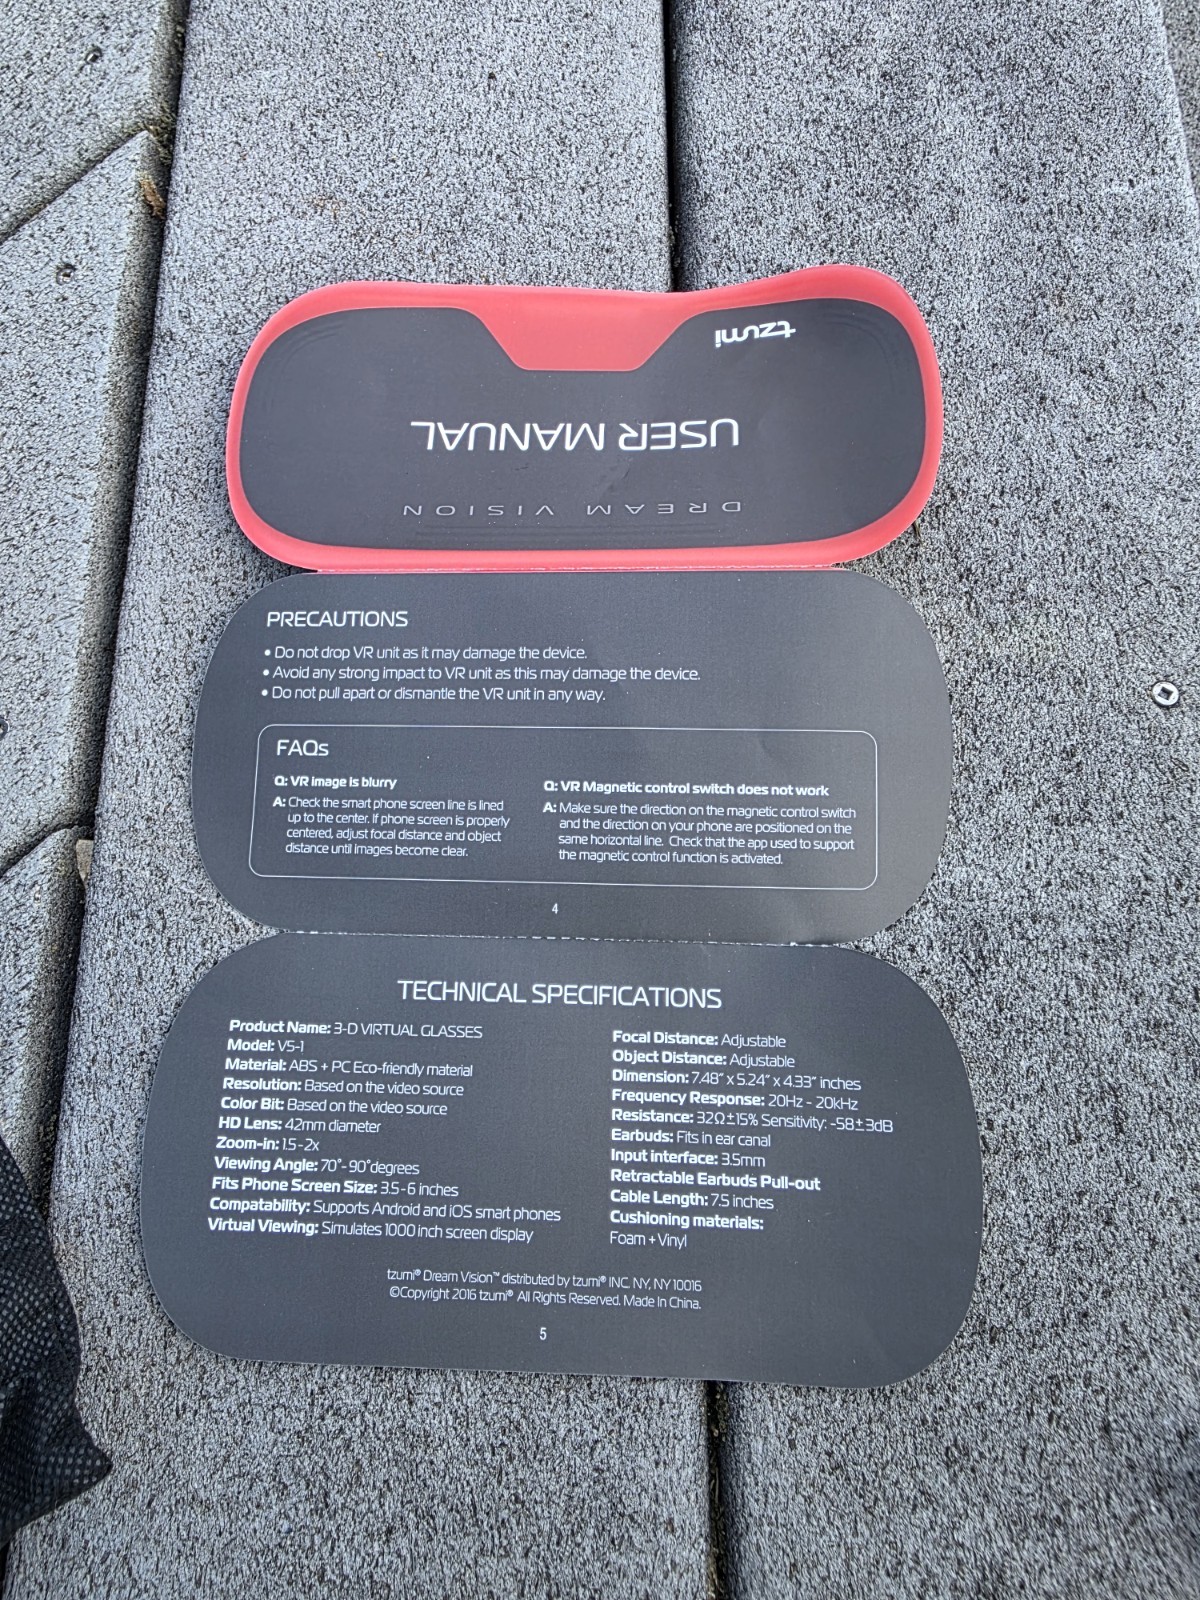 tzumi
USER MANUAL
DREAM VISION
PRECAUTIONS
• Do not drop VR unit as it may damage the device.
• Avoid any strong impact to VR unit as this may damage the device.
• Do not pull apart or dismantle the VR unit in any way.
FAQs
Q: VR image is blurry
A: Check the smart phone screen line is lined
up to the center. If phone screen is properly
centered, adjust focal distance and object
distance until images become clear.
Q: VR Magnetic control switch does not work
A: Make sure the direction on the magnetic control switch
and the direction on your phone are positioned on the
same horizontal line. Check that the app used to support
the magnetic control function is activated.
4
TECHNICAL SPECIFICATIONS
Product Name: 3-D VIRTUAL GLASSES
Model: V5-1
Material: ABS + PC Eco-friendly material
Resolution: Based on the video source
Color Bit: Based on the video source
HD Lens: 42mm diameter
Zoom-in: 1.5-2x
Viewing Angle: 70°-90°degrees
Fits Phone Screen Size: 3.5-6 inches
Compatability: Supports Android and iOS smart phones
Virtual Viewing: Simulates 1000 inch screen display
Focal Distance: Adjustable
Object Distance: Adjustable
Dimension: 7.48" x 5.24" x 4.33" inches
Frequency Response: 20Hz - 20kHz
Resistance: 32Ω±15% Sensitivity: -58±3dB
Earbuds: Fits in ear canal
Input interface: 3.5mm
Retractable Earbuds Pull-out
Cable Length: 7.5 inches
Cushioning materials:
Foam + Vinyl
tzumi® Dream Vision™ distributed by tzumi® INC. NY, NY 10016
©Copyright 2016 tzumi® All Rights Reserved. Made In China.
5